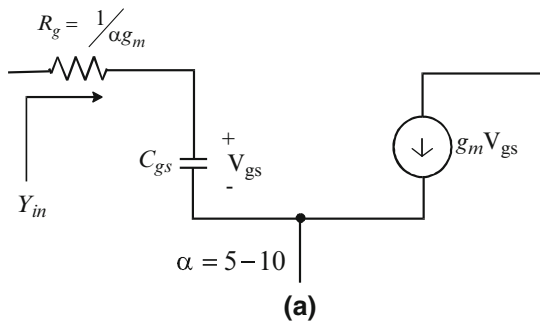 R_g = 1/αg_m
+
C_gs
V_gs
-
g_mV_gs
Y_in
α = 5 – 10
(a)